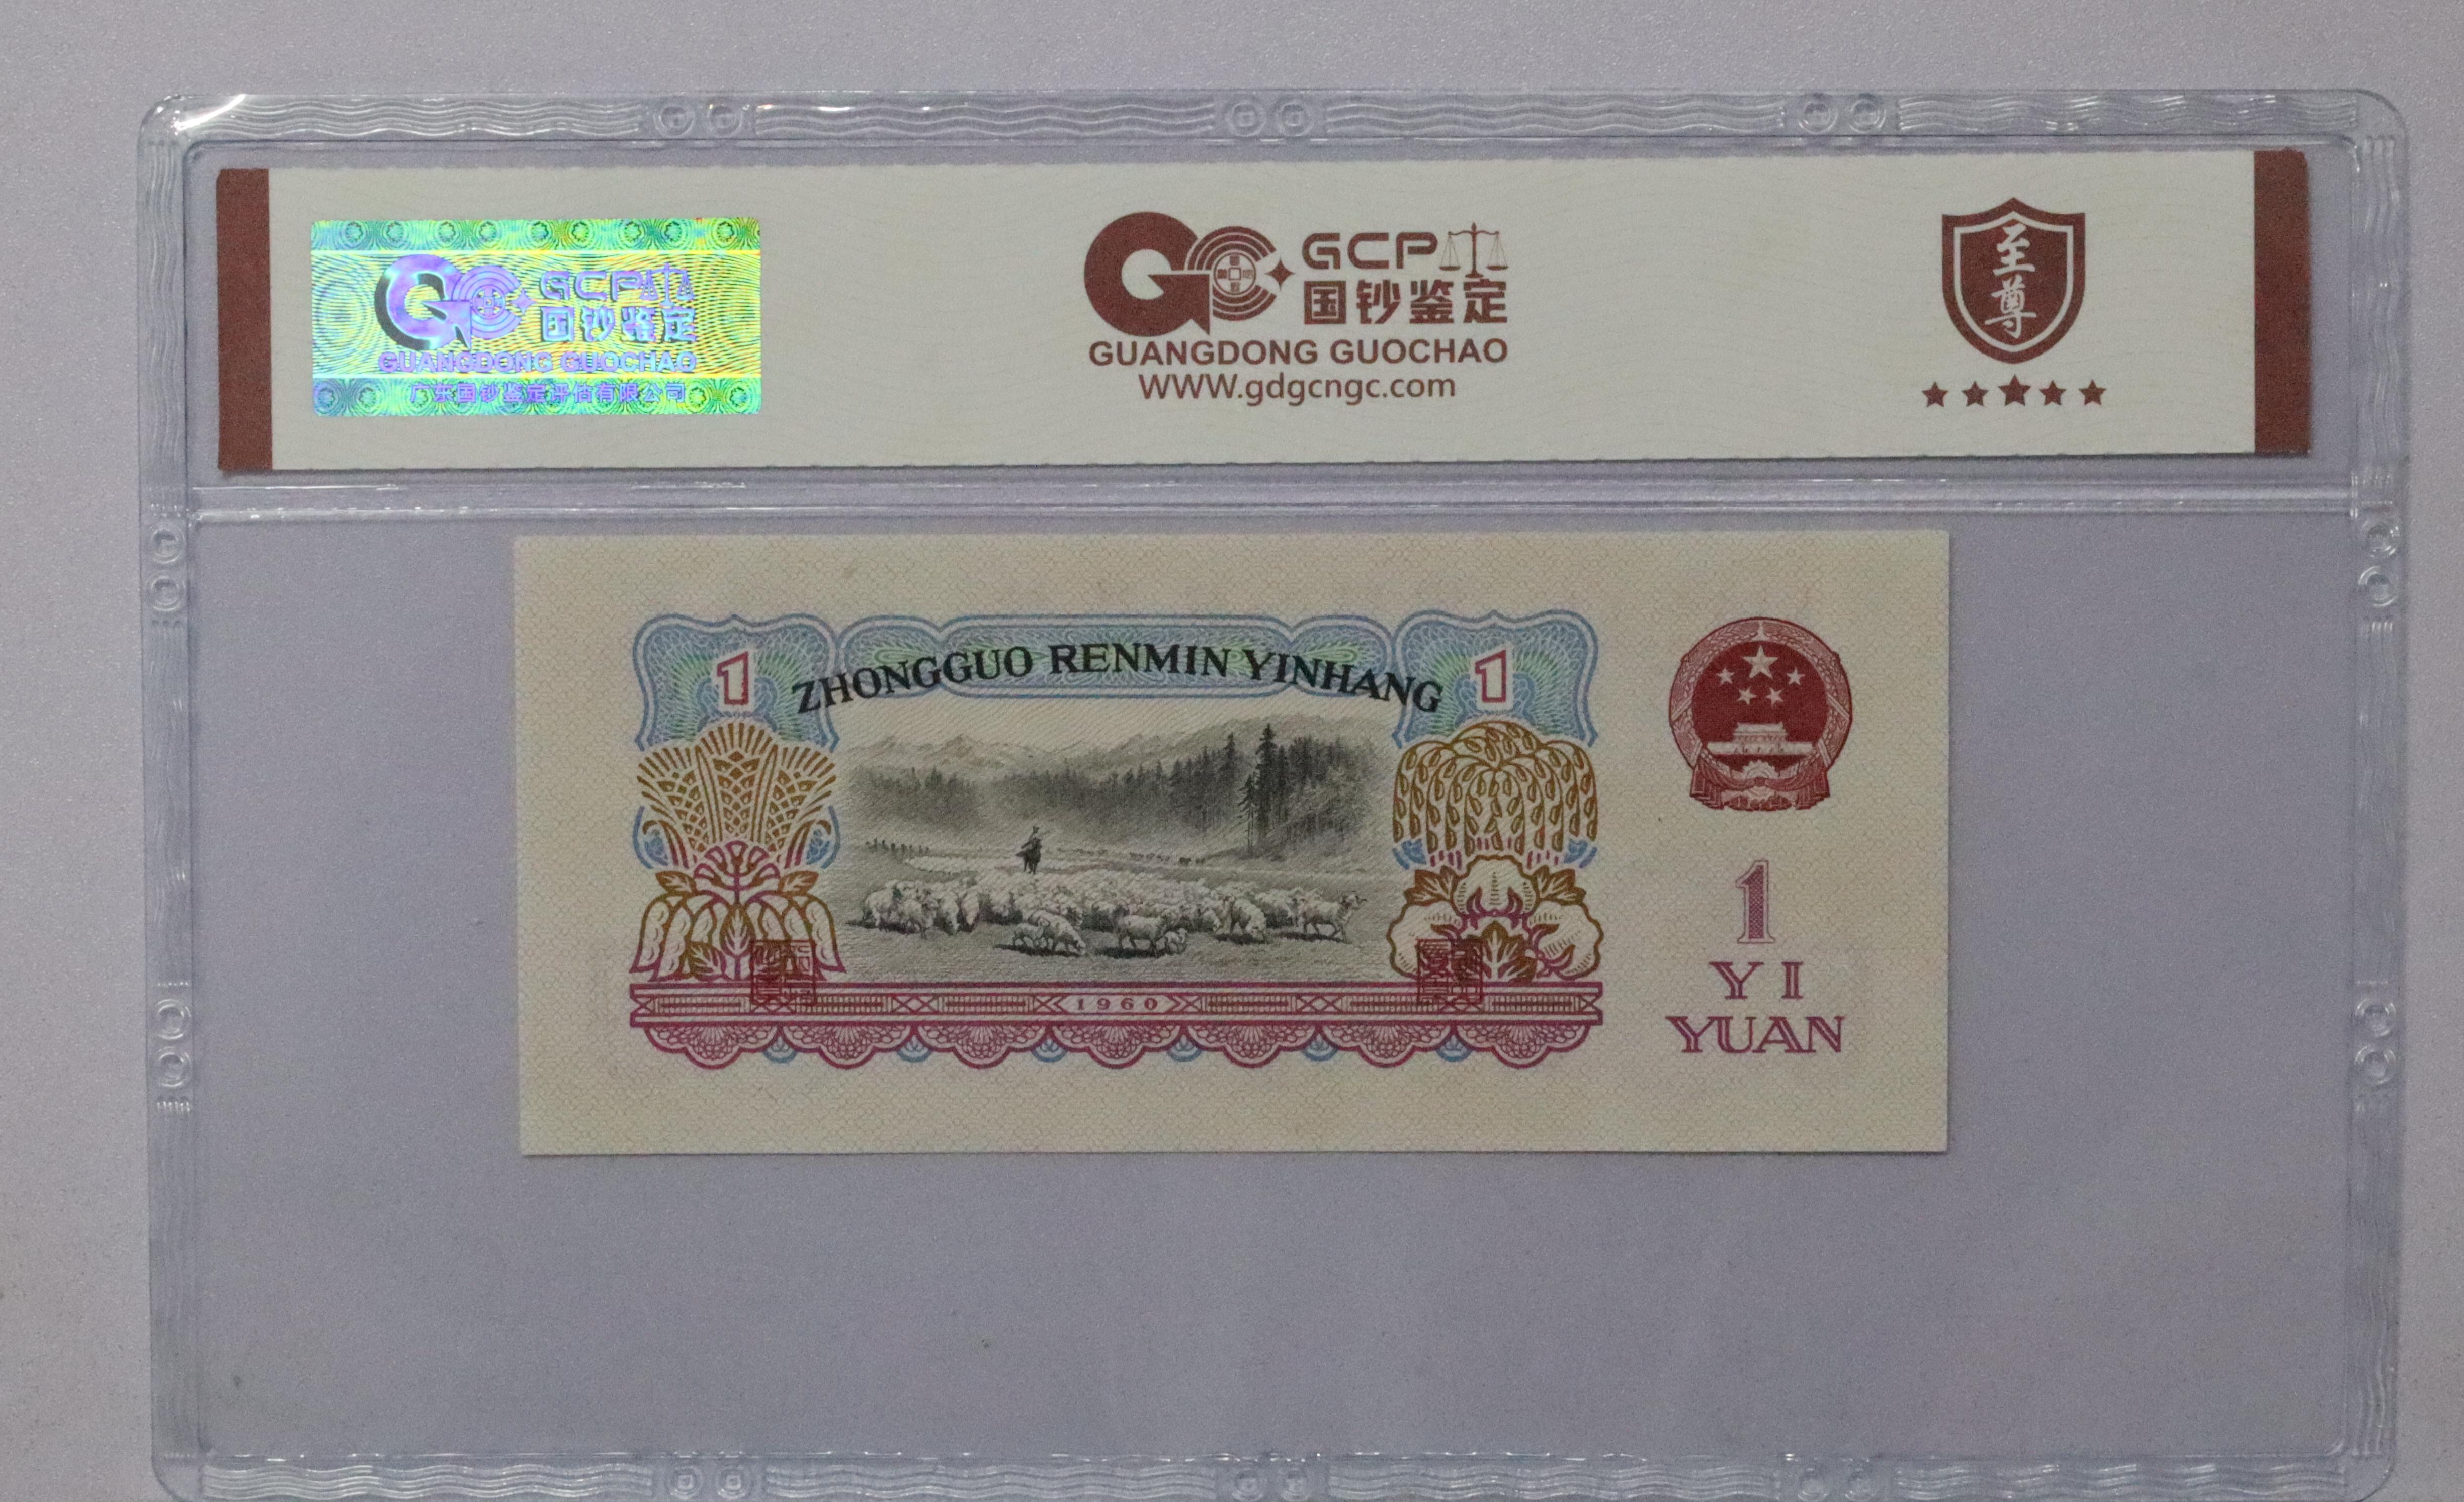 GCP
国钞鉴定
GUANGDONG GUOCHAO
广东国钞鉴定评估有限公司
GCP
国钞鉴定
GUANGDONG GUOCHAO
WWW.gdgcngc.com
至尊
ZHONGGUO RENMIN YINHANG
1
1
1960
1
YI
YUAN